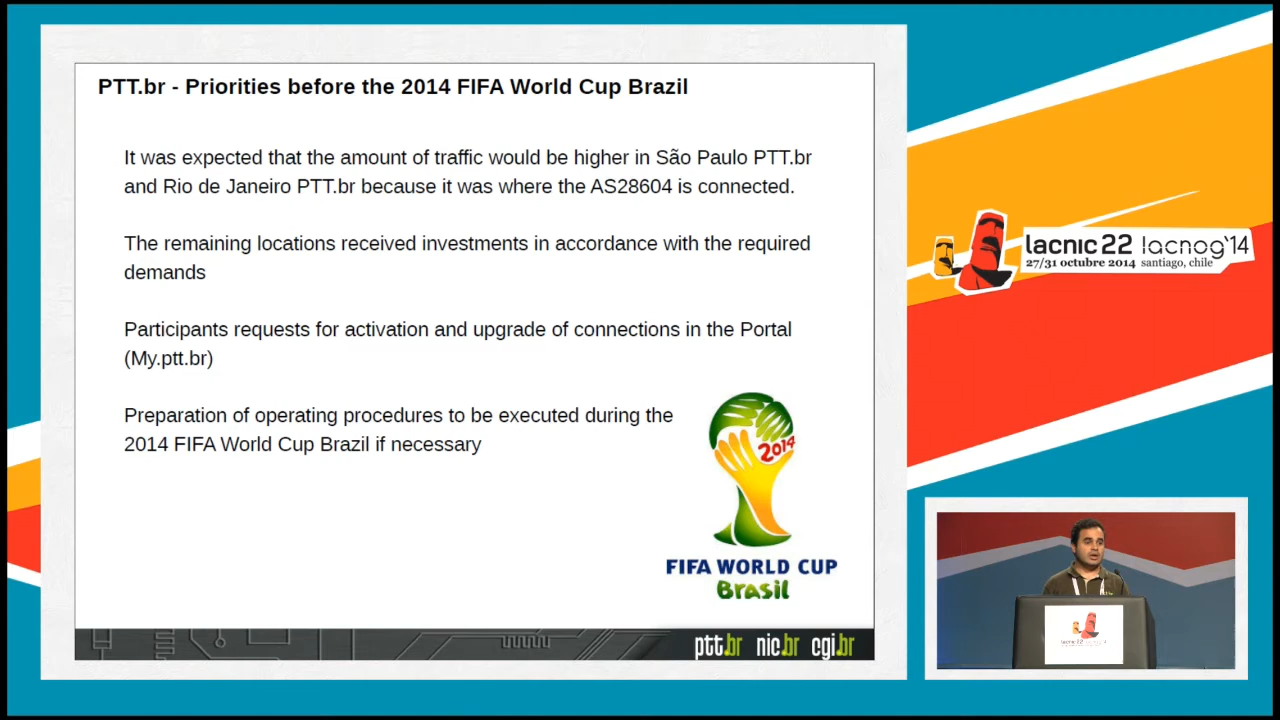 PTT.br - Priorities before the 2014 FIFA World Cup Brazil
It was expected that the amount of traffic would be higher in São Paulo PTT.br
and Rio de Janeiro PTT.br because it was where the AS28604 is connected.
The remaining locations received investments in accordance with the required
demands
Participants requests for activation and upgrade of connections in the Portal
(My.ptt.br)
Preparation of operating procedures to be executed during the
2014 FIFA World Cup Brazil if necessary
2014
FIFA WORLD CUP
Brasil
ptt.br nic.br cgi.br
lacnic 22 lacnog'14
27/31 octubre 2014 santiago, chile